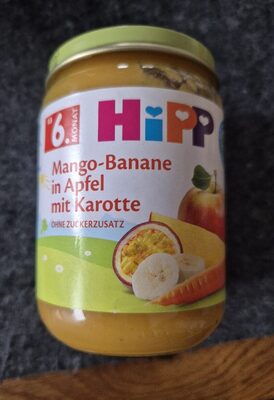 ab
6.
MONAT
HiPP
Mango-Banane
in Apfel
mit Karotte
OHNE ZUCKERZUSATZ